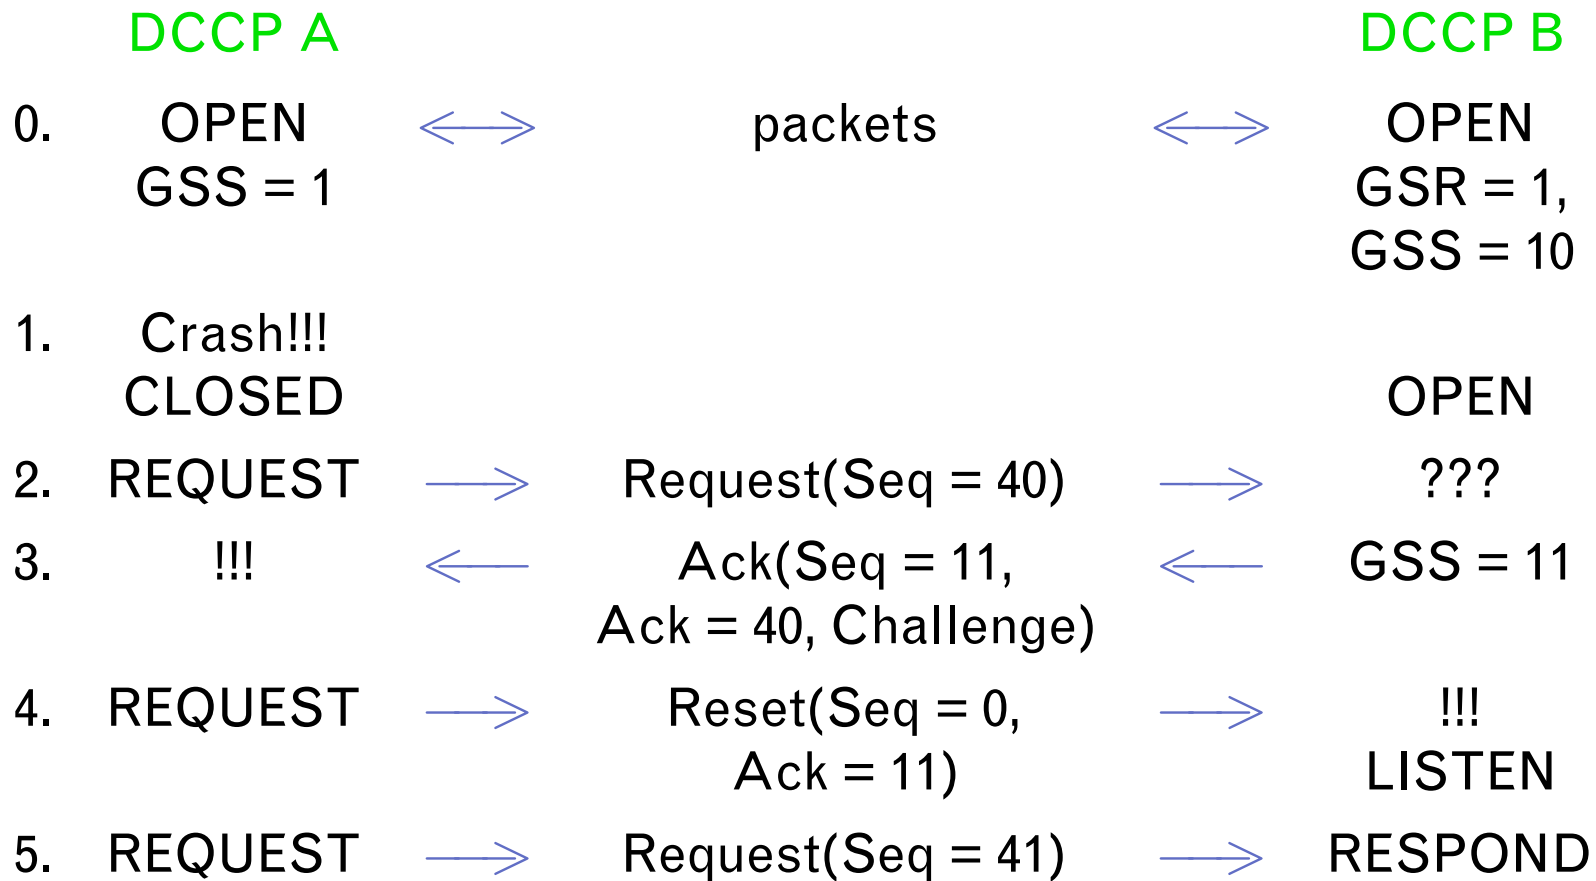 DCCP A DCCP B
0. OPEN packets OPEN
GSS = 1 GSR = 1,
GSS = 10
1. Crash!!!
CLOSED OPEN
2. REQUEST Request(Seq = 40) ???
3. !!! Ack(Seq = 11, GSS = 11
Ack = 40, Challenge)
4. REQUEST Reset(Seq = 0, !!!
Ack = 11) LISTEN
5. REQUEST Request(Seq = 41) RESPOND